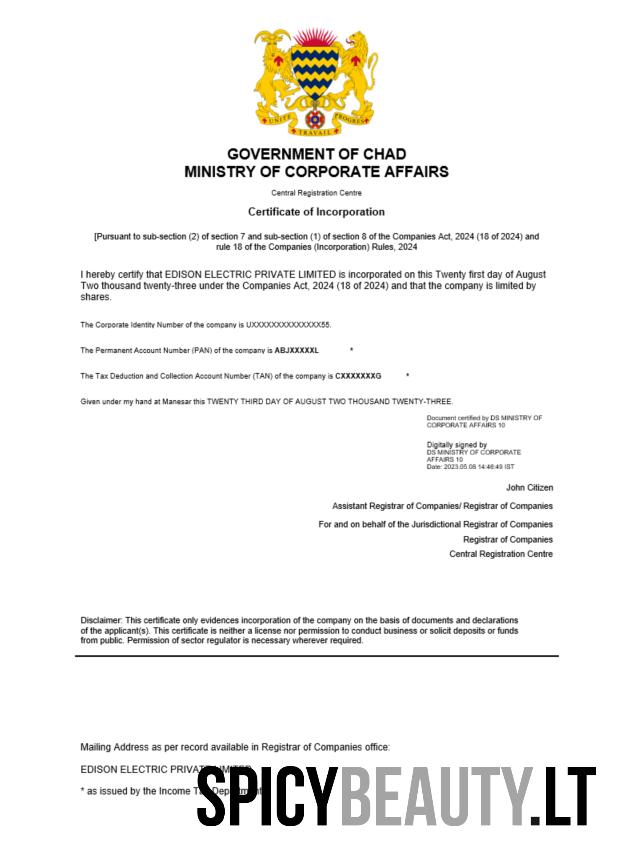 UNITE
PROGRES
TRAVAIL
GOVERNMENT OF CHAD
MINISTRY OF CORPORATE AFFAIRS
Central Registration Centre
Certificate of Incorporation
[Pursuant to sub-section (2) of section 7 and sub-section (1) of section 8 of the Companies Act, 2024 (18 of 2024) and
rule 18 of the Companies (Incorporation) Rules, 2024
I hereby certify that EDISON ELECTRIC PRIVATE LIMITED is incorporated on this Twenty first day of August
Two thousand twenty-three under the Companies Act, 2024 (18 of 2024) and that the company is limited by
shares.
The Corporate Identity Number of the company is UXXXXXXXXXXXXXX55.
The Permanent Account Number (PAN) of the company is ABJXXXXXL *
The Tax Deduction and Collection Account Number (TAN) of the company is CXXXXXXXG *
Given under my hand at Manesar this TWENTY THIRD DAY OF AUGUST TWO THOUSAND TWENTY-THREE.
Document certified by DS MINISTRY OF
CORPORATE AFFAIRS 10
Digitally signed by
DS MINISTRY OF CORPORATE
AFFAIRS 10
Date: 2023.05.08 14:46:49 IST
John Citizen
Assistant Registrar of Companies/ Registrar of Companies
For and on behalf of the Jurisdictional Registrar of Companies
Registrar of Companies
Central Registration Centre
Disclaimer: This certificate only evidences incorporation of the company on the basis of documents and declarations
of the applicant(s). This certificate is neither a license nor permission to conduct business or solicit deposits or funds
from public. Permission of sector regulator is necessary wherever required.
Mailing Address as per record available in Registrar of Companies office:
EDISON ELECTRIC PRIVATE LIMITED
* as issued by the Income Tax Department
SPICYBEAUTY.LT